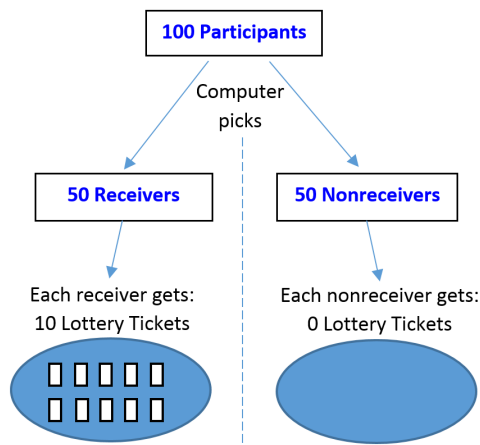 100 Participants
Computer
picks
50 Receivers
50 Nonreceivers
Each receiver gets:
10 Lottery Tickets
Each nonreceiver gets:
0 Lottery Tickets